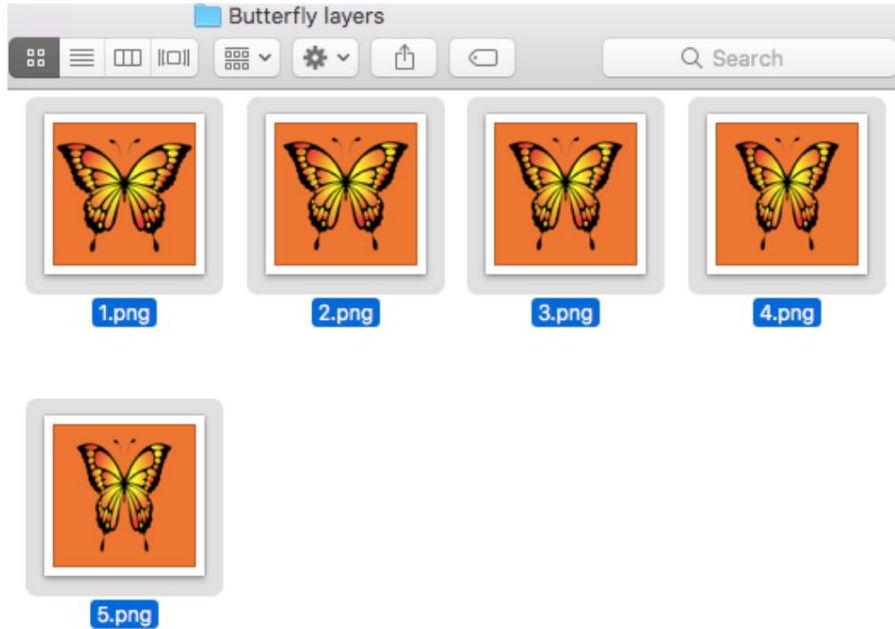 Butterfly layers
Search
1.png
2.png
3.png
4.png
5.png